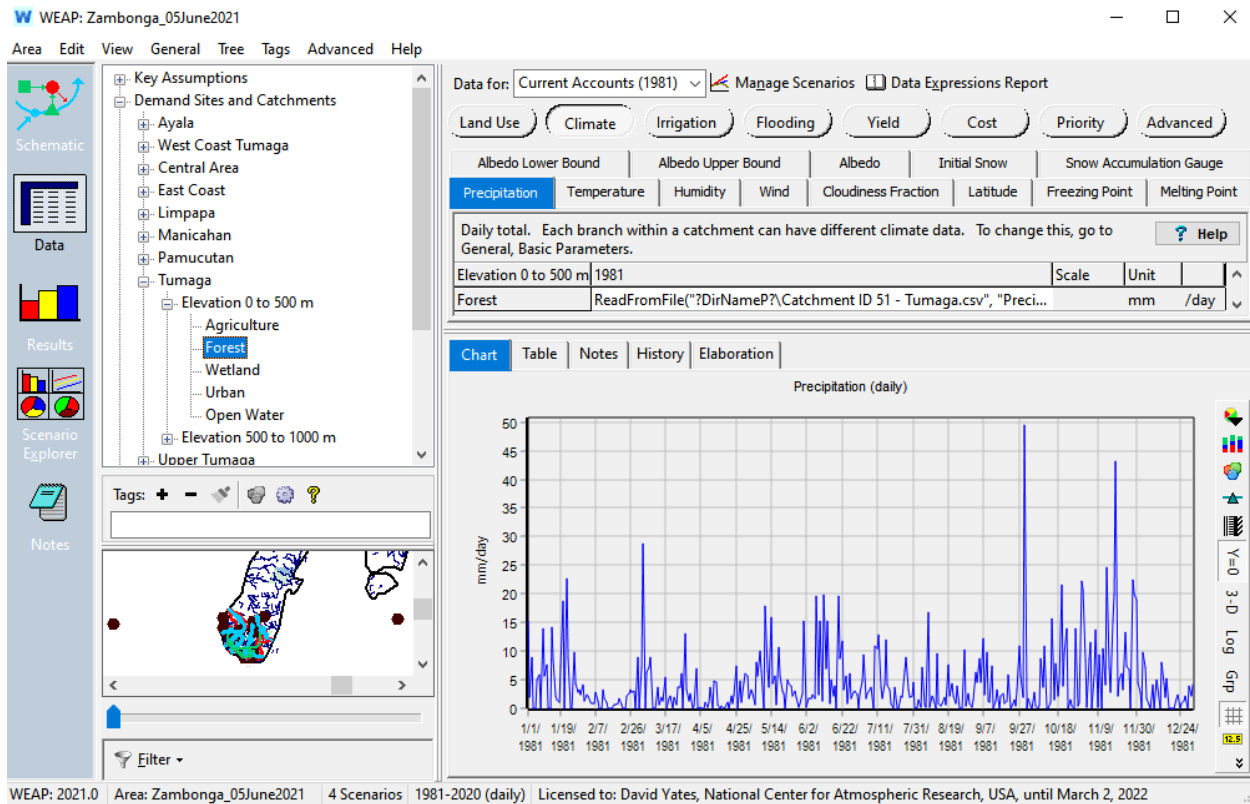 WEAP: Zambonga_05June2021
Area Edit View General Tree Tags Advanced Help
Schematic
Data
Results
Scenario
Explorer
Notes
Key Assumptions
Demand Sites and Catchments
Ayala
West Coast Tumaga
Central Area
East Coast
Limpapa
Manicahan
Pamucutan
Tumaga
Elevation 0 to 500 m
Agriculture
Forest
Wetland
Urban
Open Water
Elevation 500 to 1000 m
Upper Tumaga
Tags:
Filter
Data for: Current Accounts (1981) Manage Scenarios Data Expressions Report
Land Use Climate Irrigation Flooding Yield Cost Priority Advanced
Albedo Lower Bound Albedo Upper Bound Albedo Initial Snow Snow Accumulation Gauge
Precipitation Temperature Humidity Wind Cloudiness Fraction Latitude Freezing Point Melting Point
Daily total. Each branch within a catchment can have different climate data. To change this, go to
General, Basic Parameters.
? Help
Elevation 0 to 500 m 1981 Scale Unit
Forest ReadFromFile("?DirNameP?\Catchment ID 51 - Tumaga.csv", "Preci... mm /day
Chart Table Notes History Elaboration
Precipitation (daily)
50
45
40
35
30
25
20
15
10
5
0
mm/day
1/1/ 1/19/ 2/7/ 2/26/ 3/17/ 4/5/ 4/25/ 5/14/ 6/2/ 6/22/ 7/11/ 7/31/ 8/19/ 9/7/ 9/27/ 10/18/ 11/9/ 11/30/ 12/24/
1981 1981 1981 1981 1981 1981 1981 1981 1981 1981 1981 1981 1981 1981 1981 1981 1981 1981 1981
Y=0
3-D
Log
Grp
12.5
WEAP: 2021.0 Area: Zambonga_05June2021 4 Scenarios 1981-2020 (daily) Licensed to: David Yates, National Center for Atmospheric Research, USA, until March 2, 2022